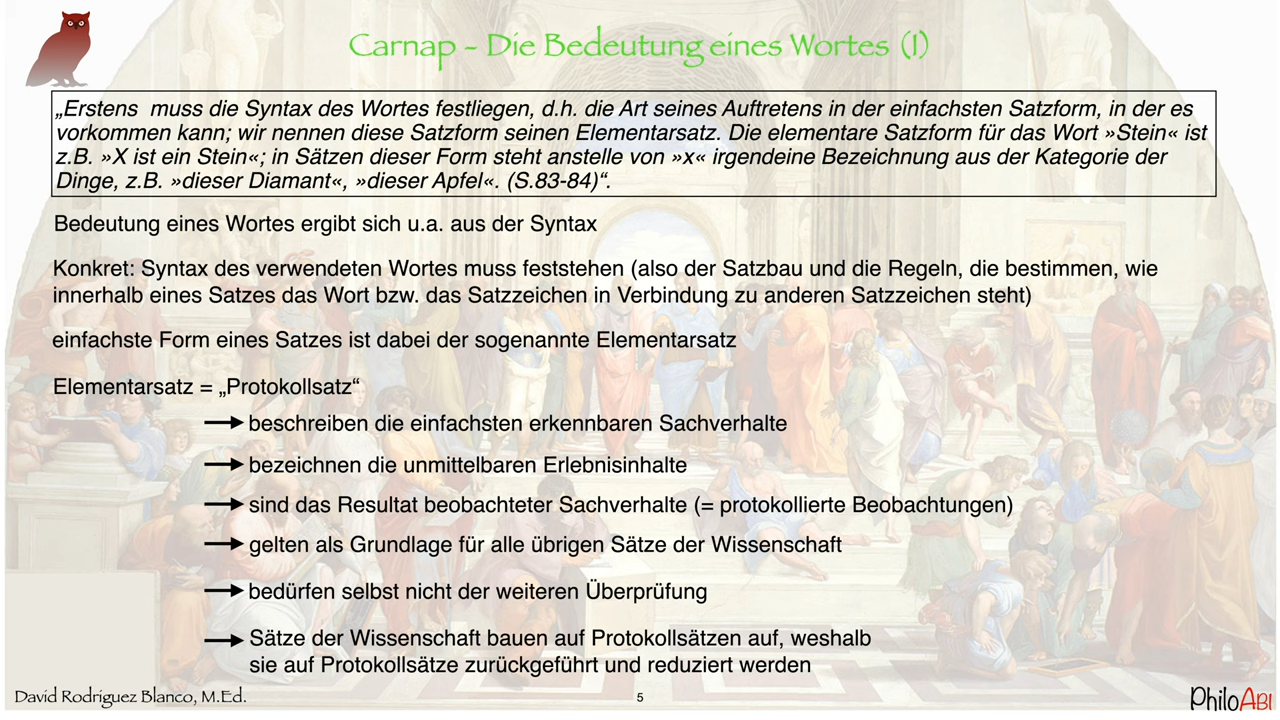 Carnap - Die Bedeutung eines Wortes (I)
„Erstens muss die Syntax des Wortes festliegen, d.h. die Art seines Auftretens in der einfachsten Satzform, in der es
vorkommen kann; wir nennen diese Satzform seinen Elementarsatz. Die elementare Satzform für das Wort »Stein« ist
z.B. »X ist ein Stein«; in Sätzen dieser Form steht anstelle von »x« irgendeine Bezeichnung aus der Kategorie der
Dinge, z.B. »dieser Diamant«, »dieser Apfel«. (S.83-84)“.
Bedeutung eines Wortes ergibt sich u.a. aus der Syntax
Konkret: Syntax des verwendeten Wortes muss feststehen (also der Satzbau und die Regeln, die bestimmen, wie
innerhalb eines Satzes das Wort bzw. das Satzzeichen in Verbindung zu anderen Satzzeichen steht)
einfachste Form eines Satzes ist dabei der sogenannte Elementarsatz
Elementarsatz = „Protokollsatz“
beschreiben die einfachsten erkennbaren Sachverhalte
bezeichnen die unmittelbaren Erlebnisinhalte
sind das Resultat beobachteter Sachverhalte (= protokollierte Beobachtungen)
gelten als Grundlage für alle übrigen Sätze der Wissenschaft
bedürfen selbst nicht der weiteren Überprüfung
Sätze der Wissenschaft bauen auf Protokollsätzen auf, weshalb
sie auf Protokollsätze zurückgeführt und reduziert werden
David Rodríguez Blanco, M.Ed.
5
PhiloABI